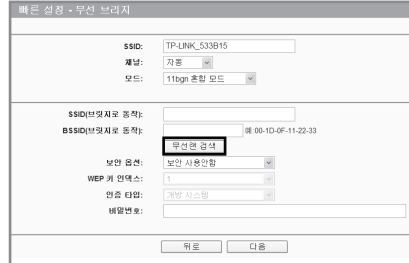 빠른 설정 - 무선 브리지
SSID: TP-LINK_533B15
채널: 자동
모드: 11bgn 혼합 모드
SSID(브릿지로 동작):
BSSID(브릿지로 동작): 예:00-1D-0F-11-22-33
무선랜 검색
보안 옵션: 보안 사용안함
WEP 키 인덱스: 1
인증 타입: 개방 시스템
비밀번호:
뒤로 다음